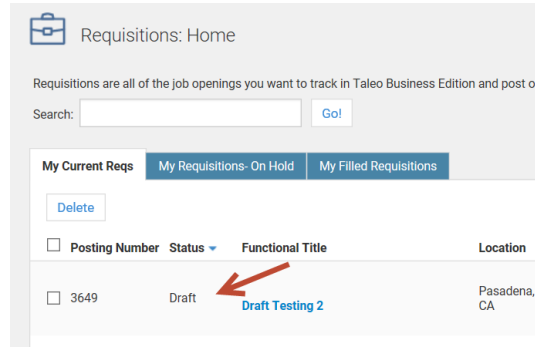 Requisitions: Home
Requisitions are all of the job openings you want to track in Taleo Business Edition and post o
Search: Go!
My Current Reqs My Requisitions- On Hold My Filled Requisitions
Delete
Posting Number Status Functional Title Location
3649 Draft Draft Testing 2 Pasadena,
CA